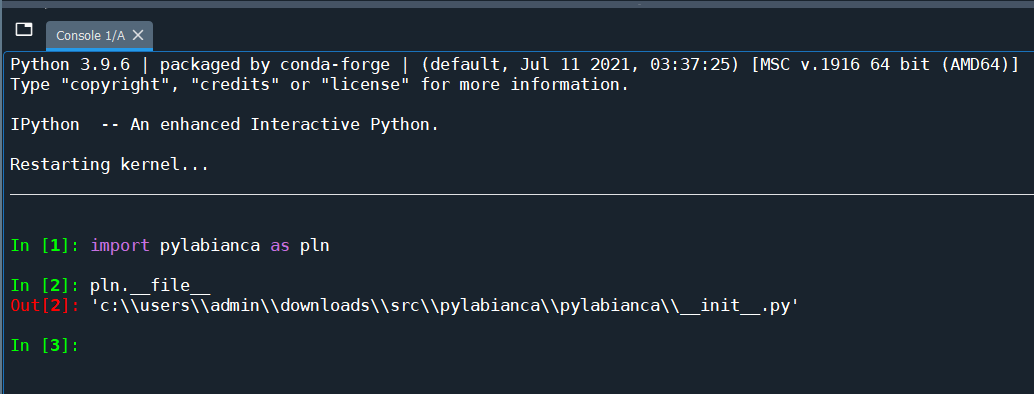 Console 1/A
Python 3.9.6 | packaged by conda-forge | (default, Jul 11 2021, 03:37:25) [MSC v.1916 64 bit (AMD64)]
Type "copyright", "credits" or "license" for more information.
IPython  -- An enhanced Interactive Python.
Restarting kernel...
In [1]: import pylabianca as pln
In [2]: pln.__file__
Out[2]: 'c:\\users\\admin\\downloads\\src\\pylabianca\\pylabianca\\__init__.py'
In [3]: